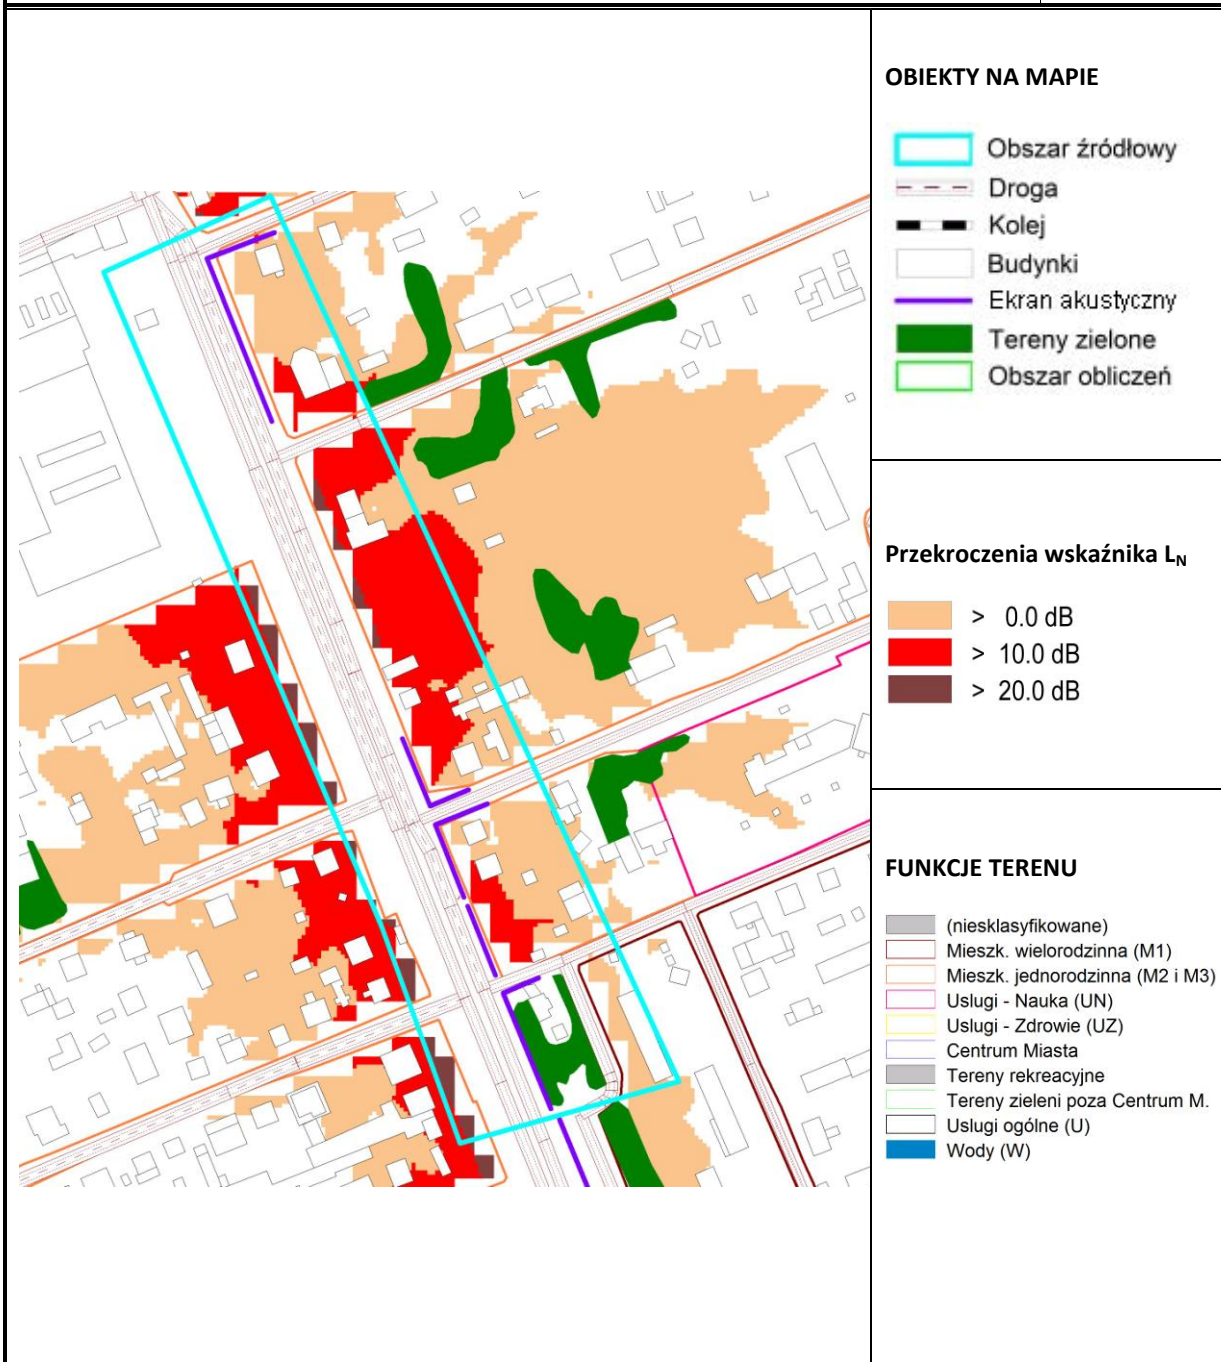 OBIEKTY NA MAPIE
Obszar źródłowy
Droga
Kolej
Budynki
Ekran akustyczny
Tereny zielone
Obszar obliczeń
Przekroczenia wskaźnika LN
> 0.0 dB
> 10.0 dB
> 20.0 dB
FUNKCJE TERENU
(niesklasyfikowane)
Mieszk. wielorodzinna (M1)
Mieszk. jednorodzinna (M2 i M3)
Uslugi - Nauka (UN)
Uslugi - Zdrowie (UZ)
Centrum Miasta
Tereny rekreacyjne
Tereny zieleni poza Centrum M.
Uslugi ogólne (U)
Wody (W)